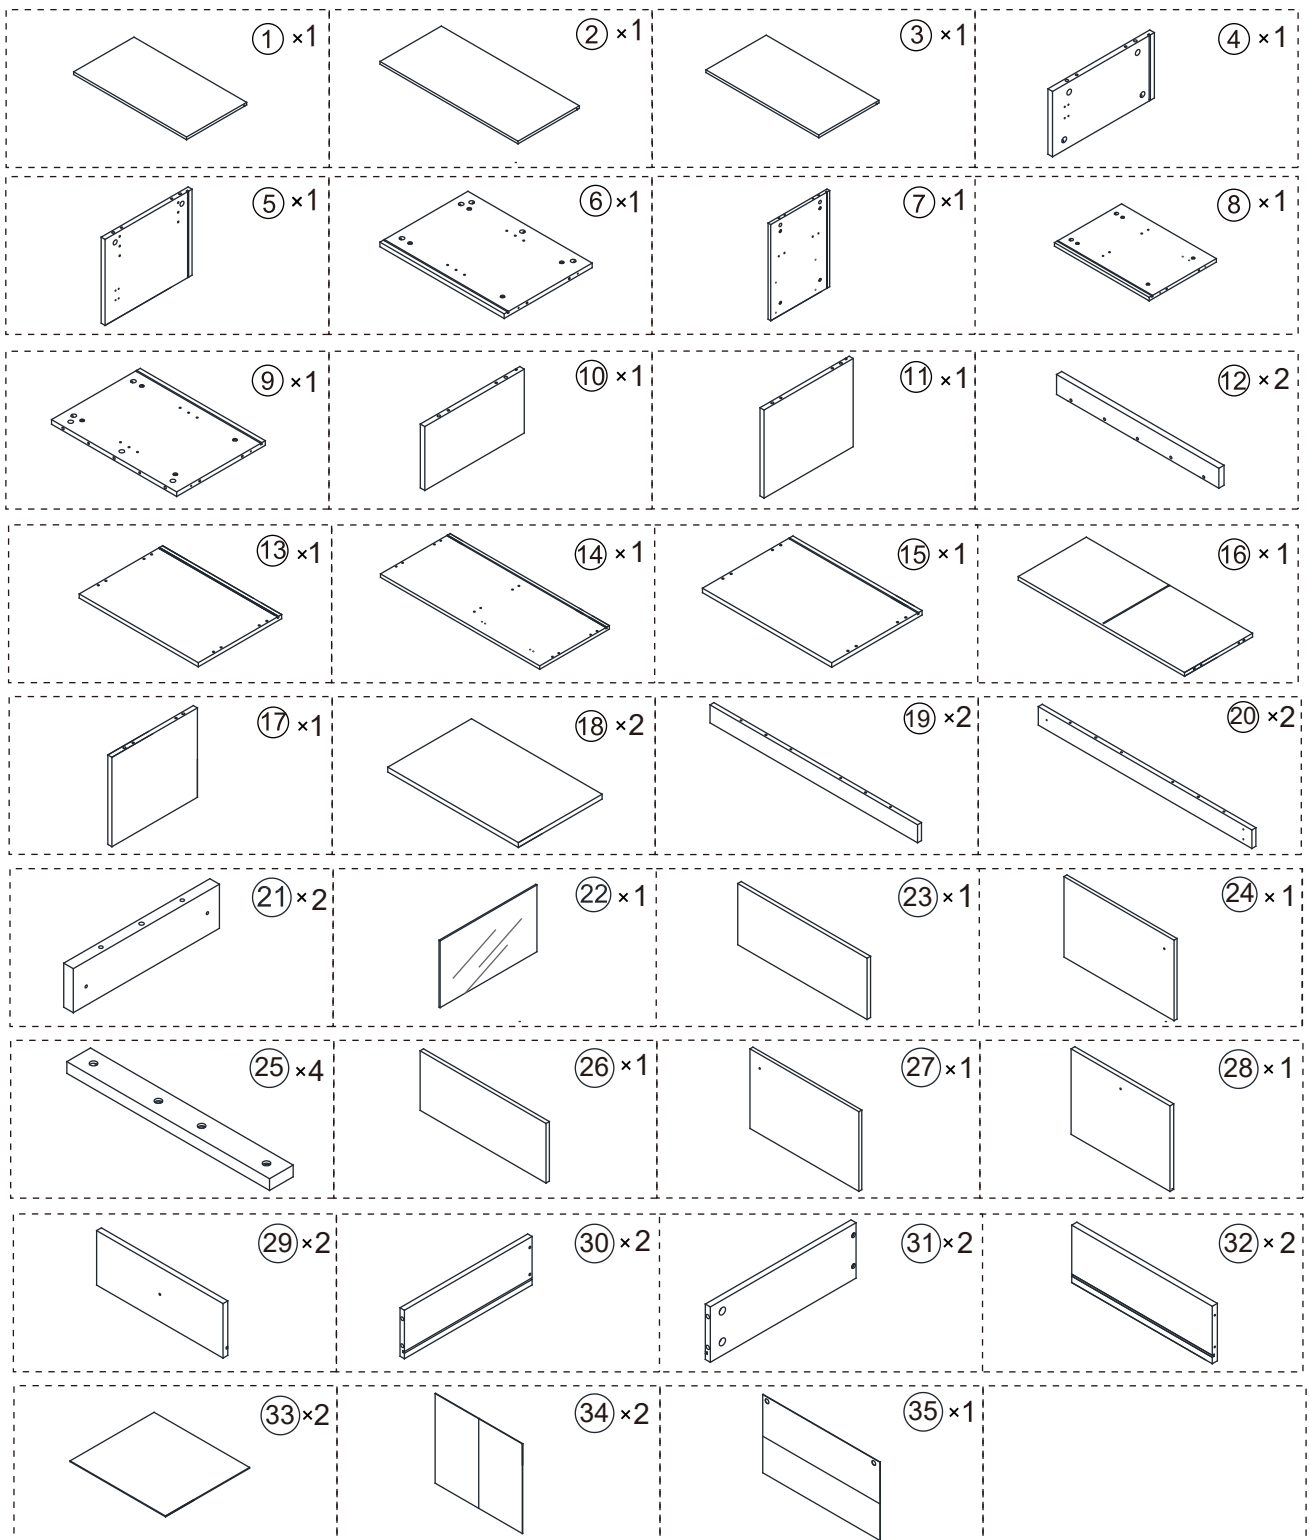 ① ×1 ② ×1 ③ ×1 ④ ×1
⑤ ×1 ⑥ ×1 ⑦ ×1 ⑧ ×1
⑨ ×1 ⑩ ×1 ⑪ ×1 ⑫ ×2
⑬ ×1 ⑭ ×1 ⑮ ×1 ⑯ ×1
⑰ ×1 ⑱ ×2 ⑲ ×2 ⑳ ×2
㉑ ×2 ㉒ ×1 ㉓ ×1 ㉔ ×1
㉕ ×4 ㉖ ×1 ㉗ ×1 ㉘ ×1
㉙ ×2 ㉚ ×2 ㉛ ×2 ㉜ ×2
㉝ ×2 ㉞ ×2 ㉟ ×1